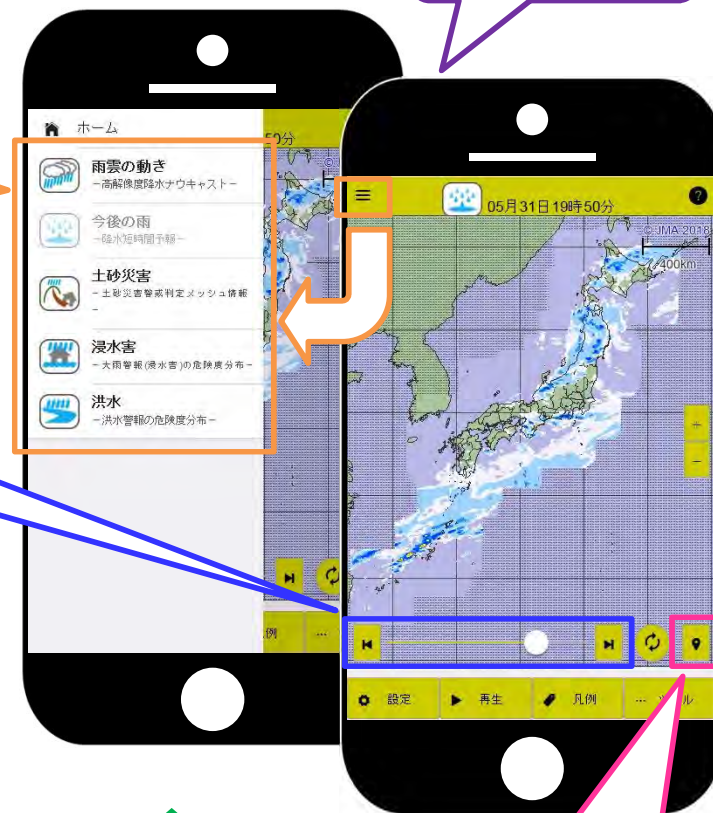 ホーム
雨雲の動き
－高解像度降水ナウキャスト－
今後の雨
－降水短時間予報－
土砂災害
－土砂災害警戒判定メッシュ情報
－
浸水害
－大雨警報(浸水害)の危険度分布－
洪水
－洪水警報の危険度分布－
50分
例
...
05月31日19時50分
?
© JMA 2018
400km
+
−
設定
再生
凡例
...
ル